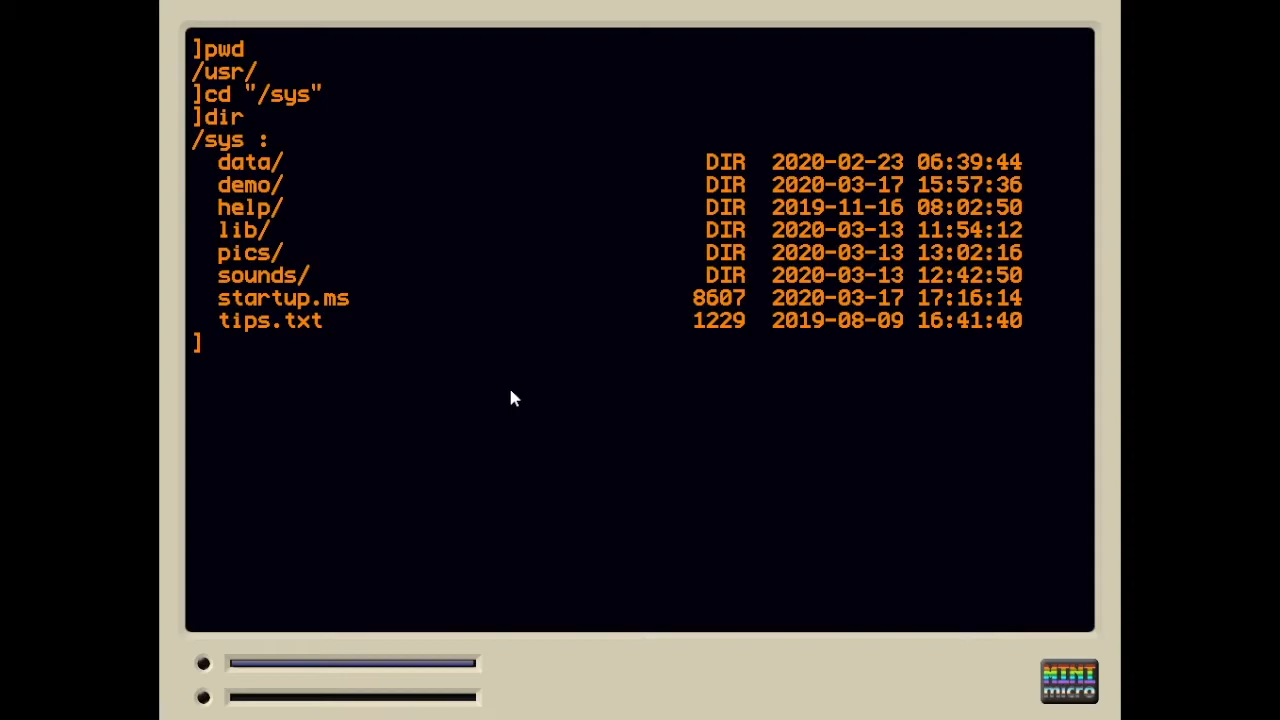 ]pwd
/usr/
]cd "/sys"
]dir
/sys :
data/ DIR 2020-02-23 06:39:44
demo/ DIR 2020-03-17 15:57:36
help/ DIR 2019-11-16 08:02:50
lib/ DIR 2020-03-13 11:54:12
pics/ DIR 2020-03-13 13:02:16
sounds/ DIR 2020-03-13 12:42:50
startup.ms 8607 2020-03-17 17:16:14
tips.txt 1229 2019-08-09 16:41:40
]
MINI
micro